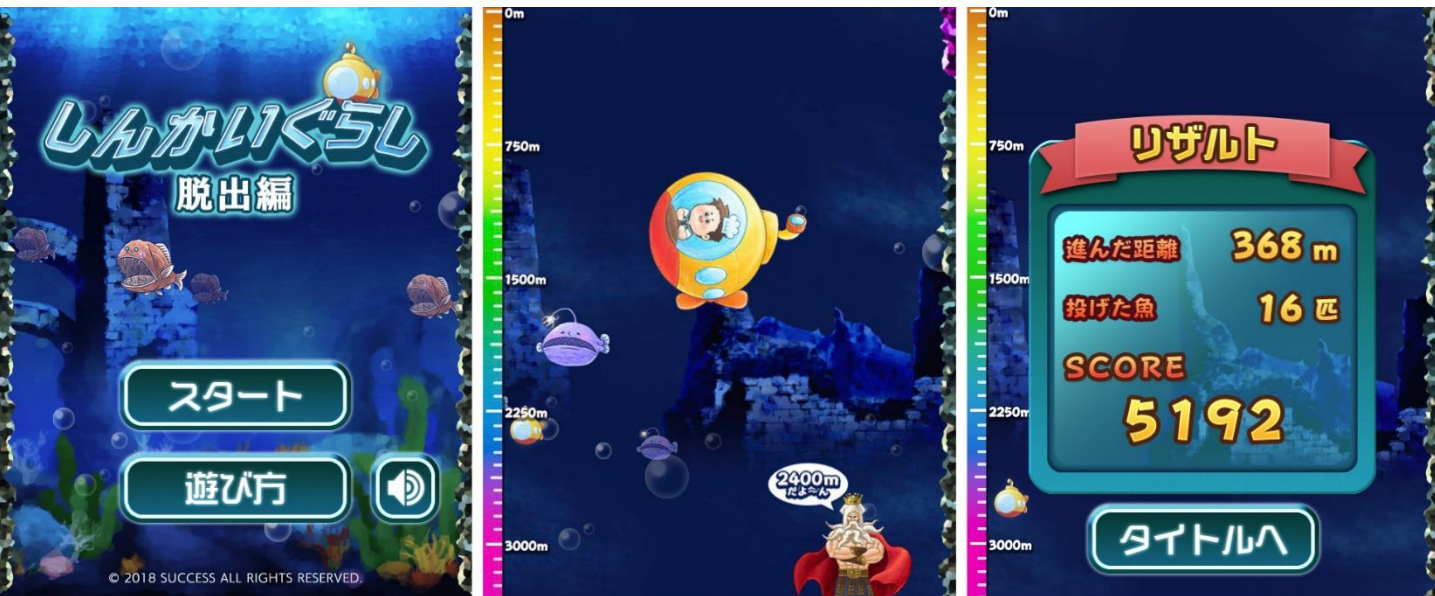 しんかいぐらし
脱出編
スタート
遊び方
© 2018 SUCCESS ALL RIGHTS RESERVED.
0m
750m
1500m
2250m
3000m
2400m
だよ〜ん
0m
750m
1500m
2250m
3000m
リザルト
進んだ距離 368 m
投げた魚 16 匹
SCORE
5192
タイトルへ